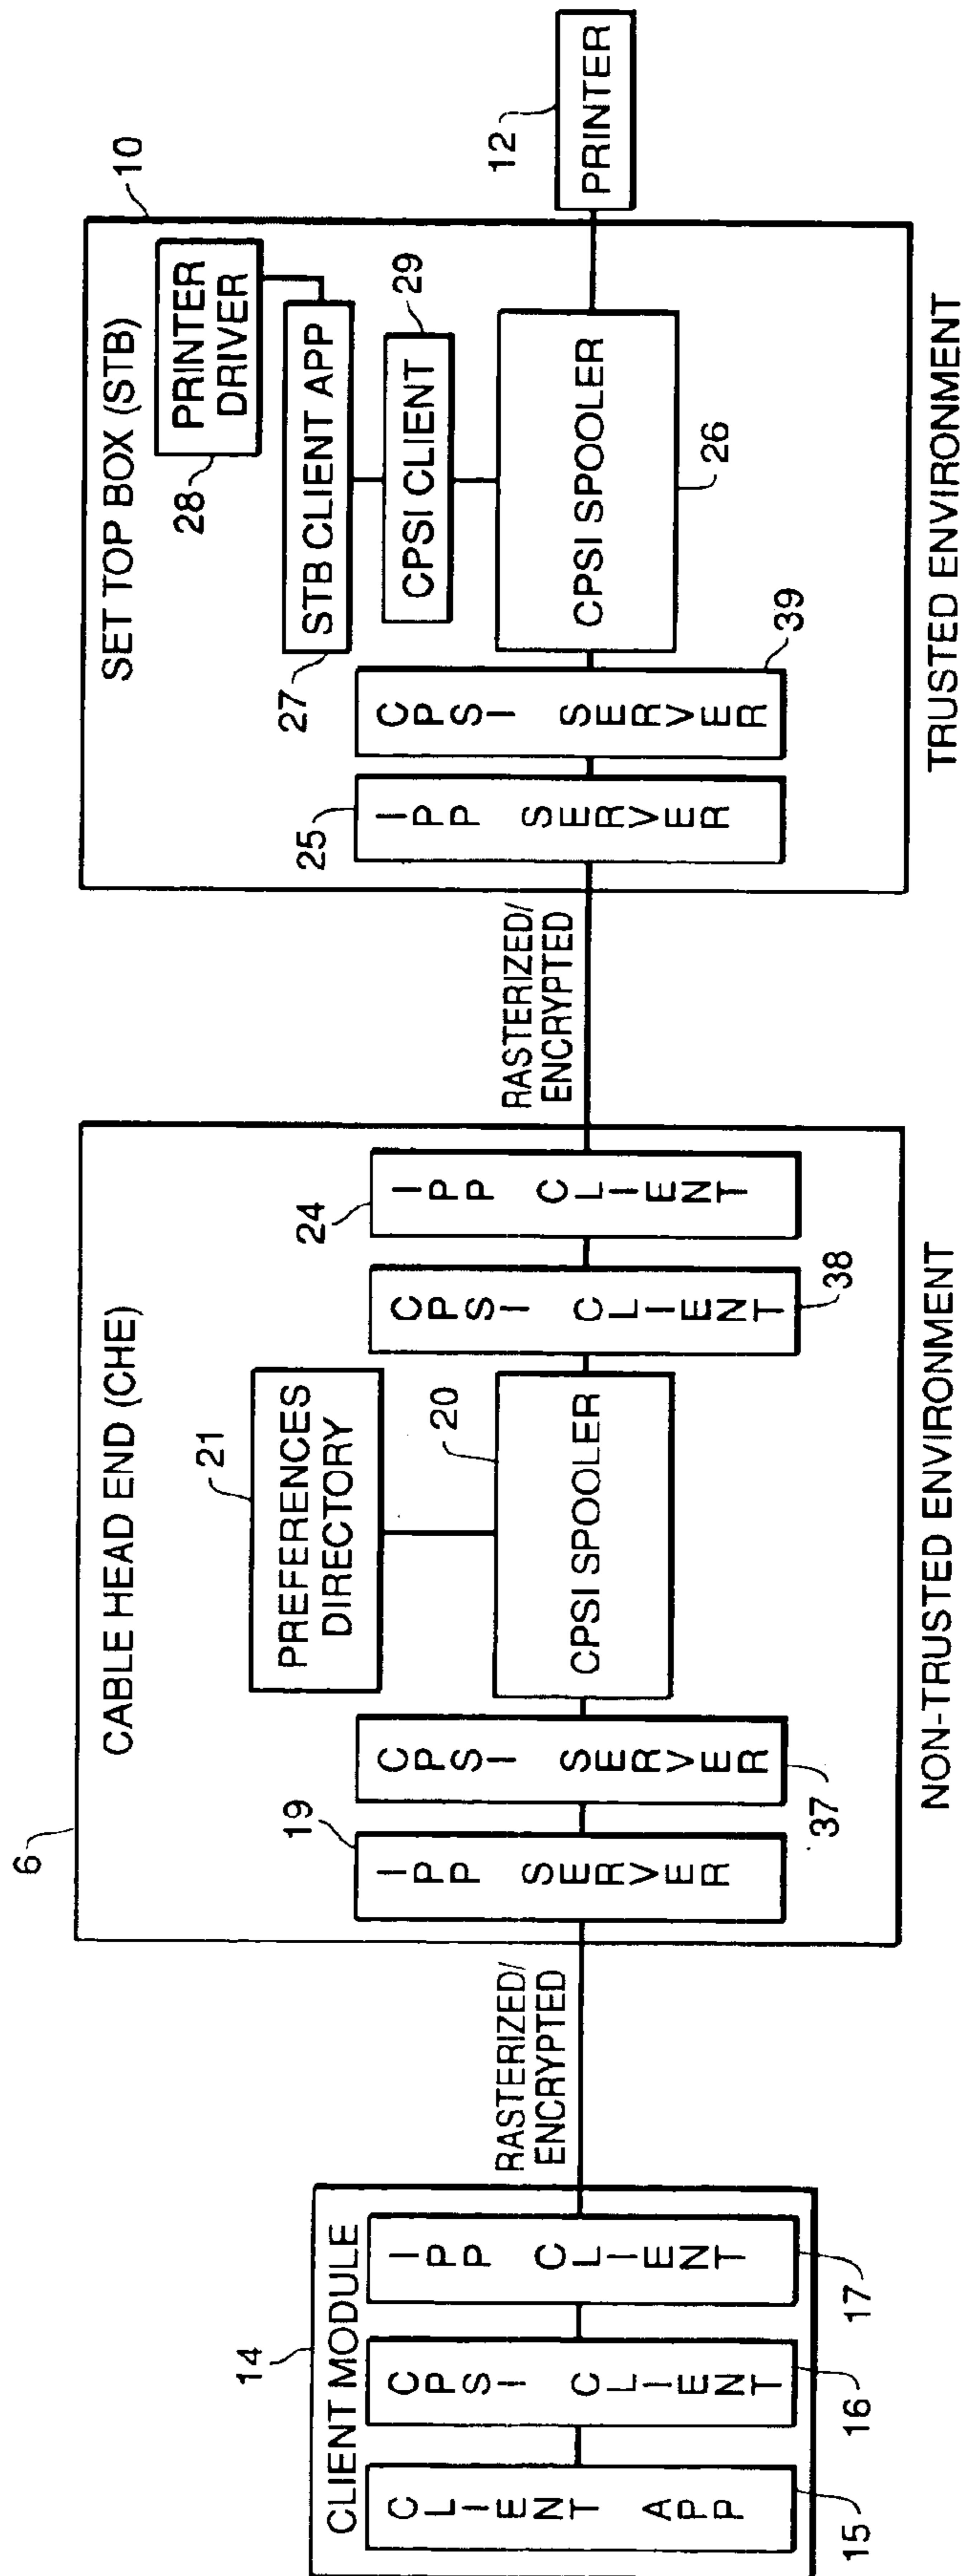 14
CLIENT MODULE
CLIENT APP
15
CPSI CLIENT
16
IPP CLIENT
17
RASTERIZED/
ENCRYPTED
6
CABLE HEAD END (CHE)
19
IPP SERVER
CPSI SERVER
37
21
PREFERENCES
DIRECTORY
20
CPSI SPOOLER
CPSI CLIENT
38
24
IPP CLIENT
NON-TRUSTED ENVIRONMENT
RASTERIZED/
ENCRYPTED
10
SET TOP BOX (STB)
25
IPP SERVER
CPSI SERVER
39
28
PRINTER
DRIVER
27
STB CLIENT APP
29
CPSI CLIENT
CPSI SPOOLER
26
TRUSTED ENVIRONMENT
12
PRINTER